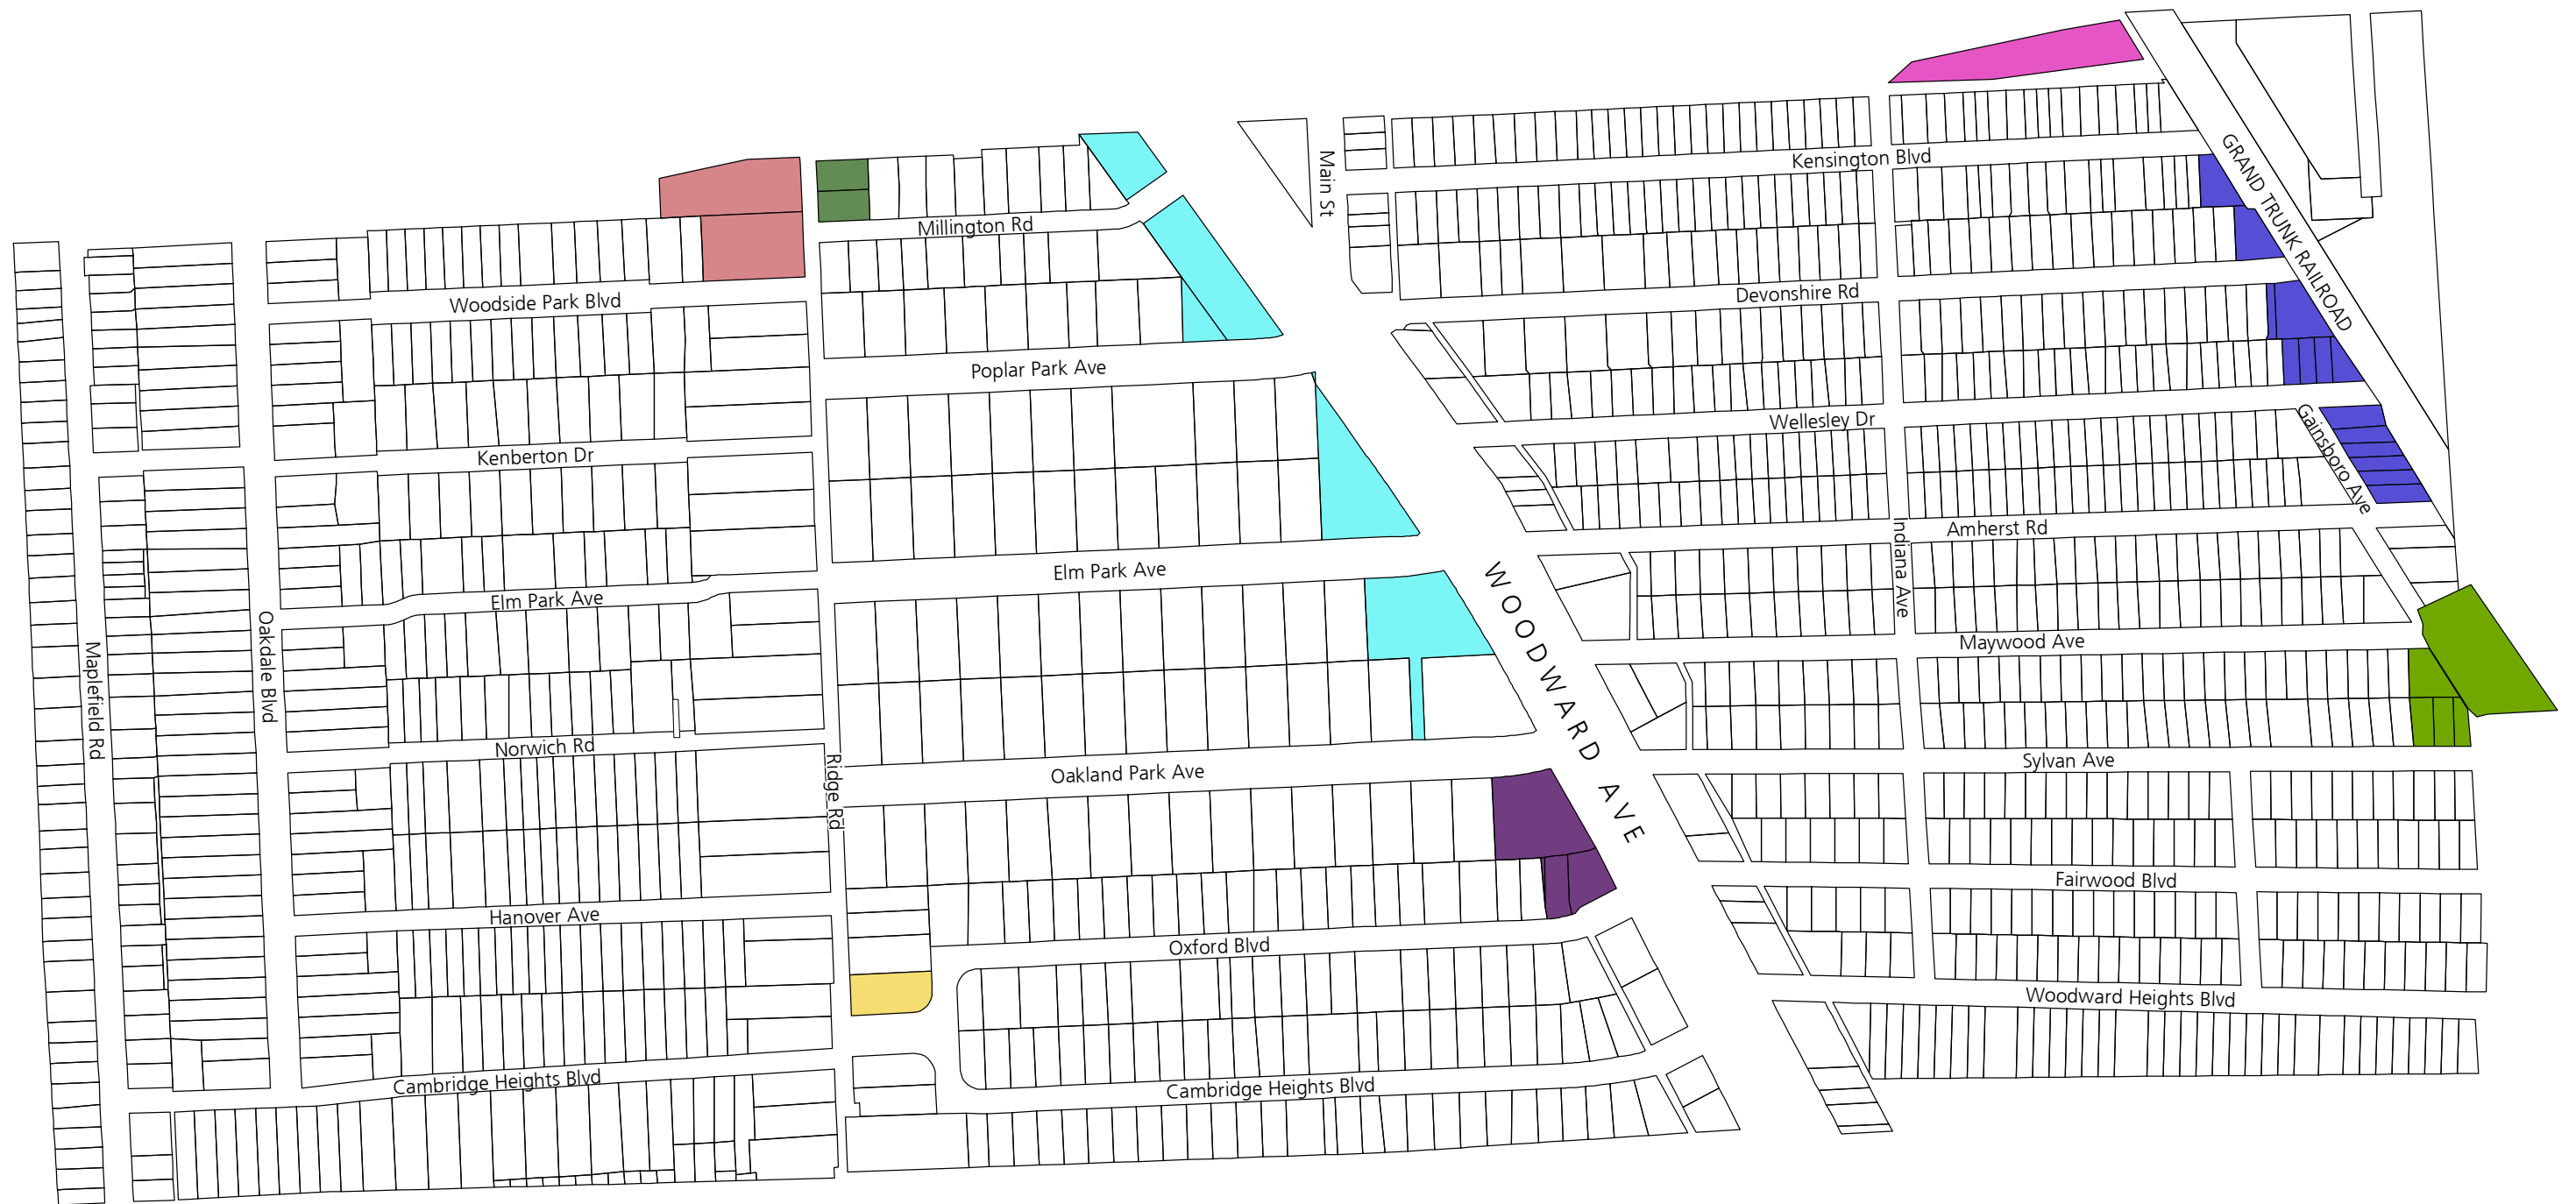 Main St
Kensington Blvd
GRAND TRUNK RAILROAD
Millington Rd
Devonshire Rd
Woodside Park Blvd
Poplar Park Ave
Wellesley Dr
Gainsboro Ave
Kenberton Dr
Amherst Rd
Indiana Ave
Elm Park Ave
Elm Park Ave
WOODWARD AVE
Oakdale Blvd
Maplefield Rd
Maywood Ave
Norwich Rd
Ridge Rd
Oakland Park Ave
Sylvan Ave
Fairwood Blvd
Hanover Ave
Oxford Blvd
Woodward Heights Blvd
Cambridge Heights Blvd
Cambridge Heights Blvd